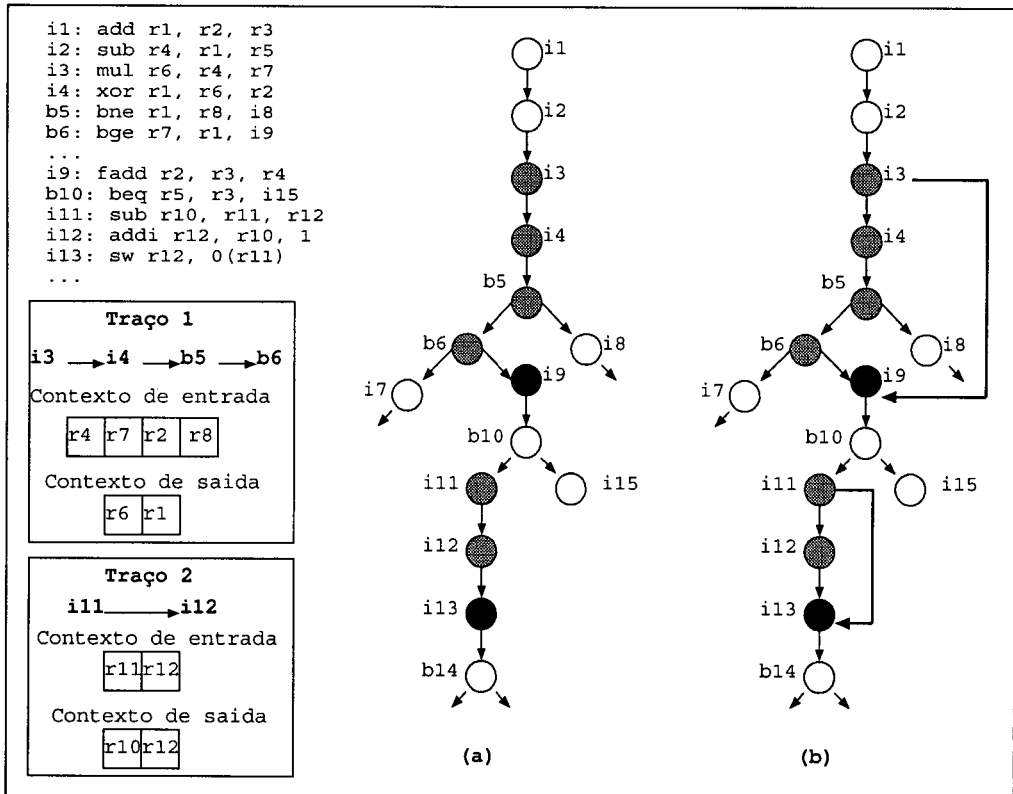 i1: add r1, r2, r3
i2: sub r4, r1, r5
i3: mul r6, r4, r7
i4: xor r1, r6, r2
b5: bne r1, r8, i8
b6: bge r7, r1, i9
...
i9: fadd r2, r3, r4
b10: beq r5, r3, i15
i11: sub r10, r11, r12
i12: addi r12, r10, 1
i13: sw r12, 0(r11)
...
Traço 1
i3 i4 b5 b6
Contexto de entrada
r4 r7 r2 r8
Contexto de saida
r6 r1
Traço 2
i11 i12
Contexto de entrada
r11 r12
Contexto de saida
r10 r12
i1
i2
i3
i4
b5
b6
i8
i7
i9
b10
i11
i15
i12
i13
b14
(a)
i1
i2
i3
i4
b5
b6
i8
i7
i9
b10
i11
i15
i12
i13
b14
(b)